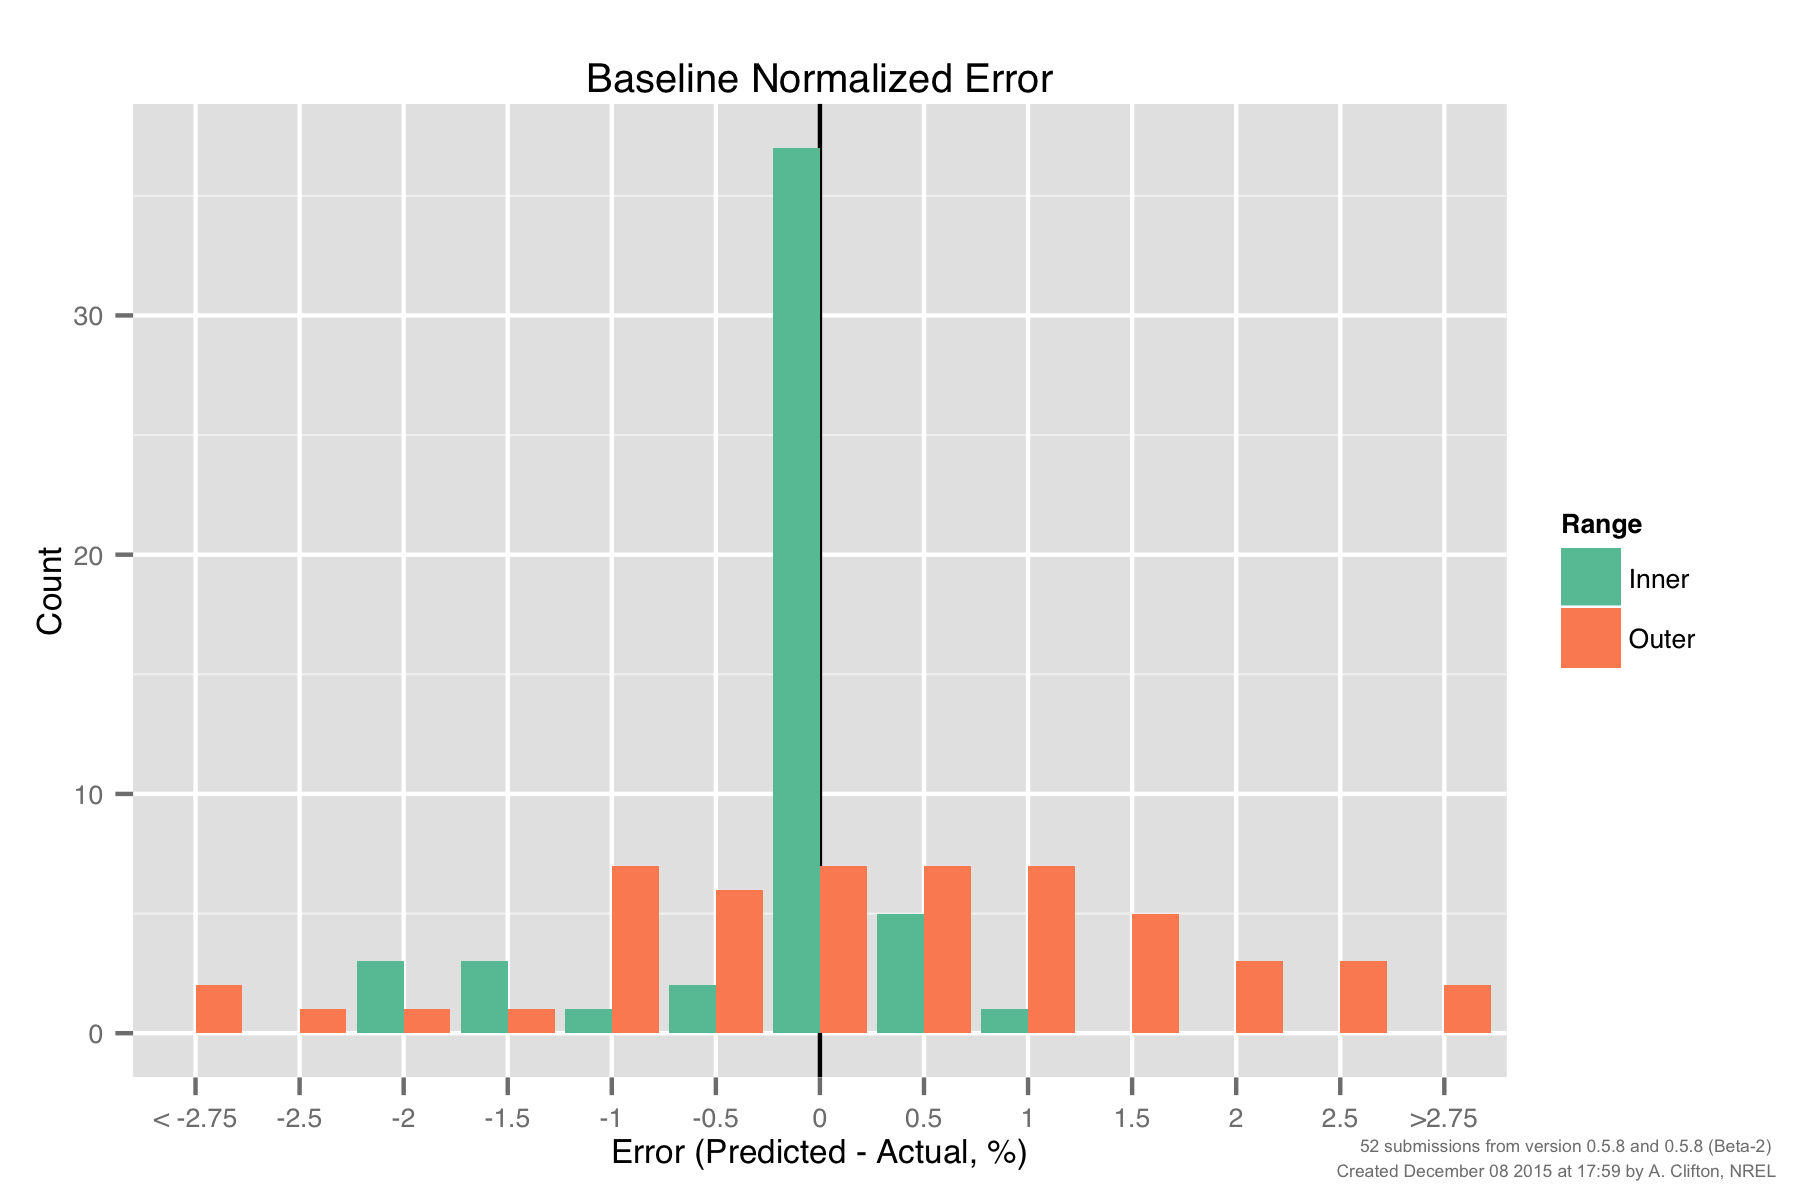 Baseline Normalized Error
Count
30
20
10
0
< -2.75 -2.5 -2 -1.5 -1 -0.5 0 0.5 1 1.5 2 2.5 >2.75
Error (Predicted - Actual, %)
Range
Inner
Outer
52 submissions from version 0.5.8 and 0.5.8 (Beta-2)
Created December 08 2015 at 17:59 by A. Clifton, NREL